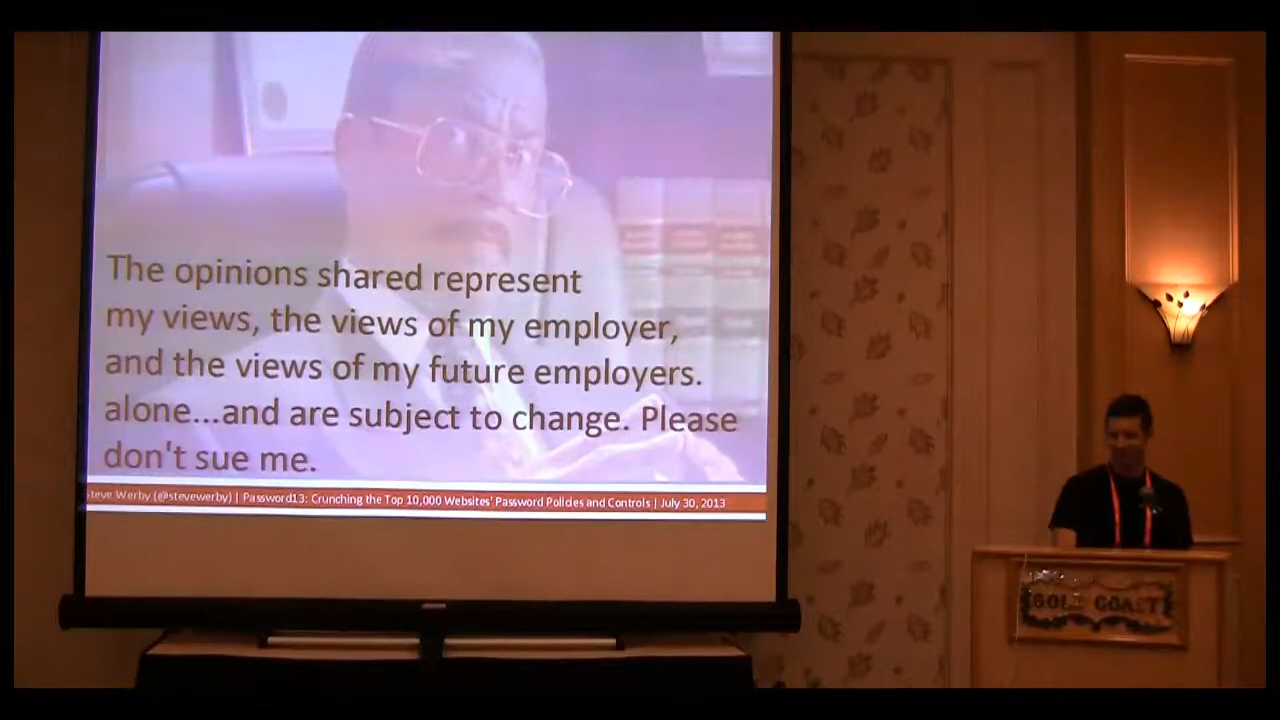 The opinions shared represent
my views, the views of my employer,
and the views of my future employers.
alone...and are subject to change. Please
don't sue me.
teve Werby (@stevewerby) | Password13: Crunching the Top 10,000 Websites' Password Policies and Controls | July 30, 2013
GOLD COAST